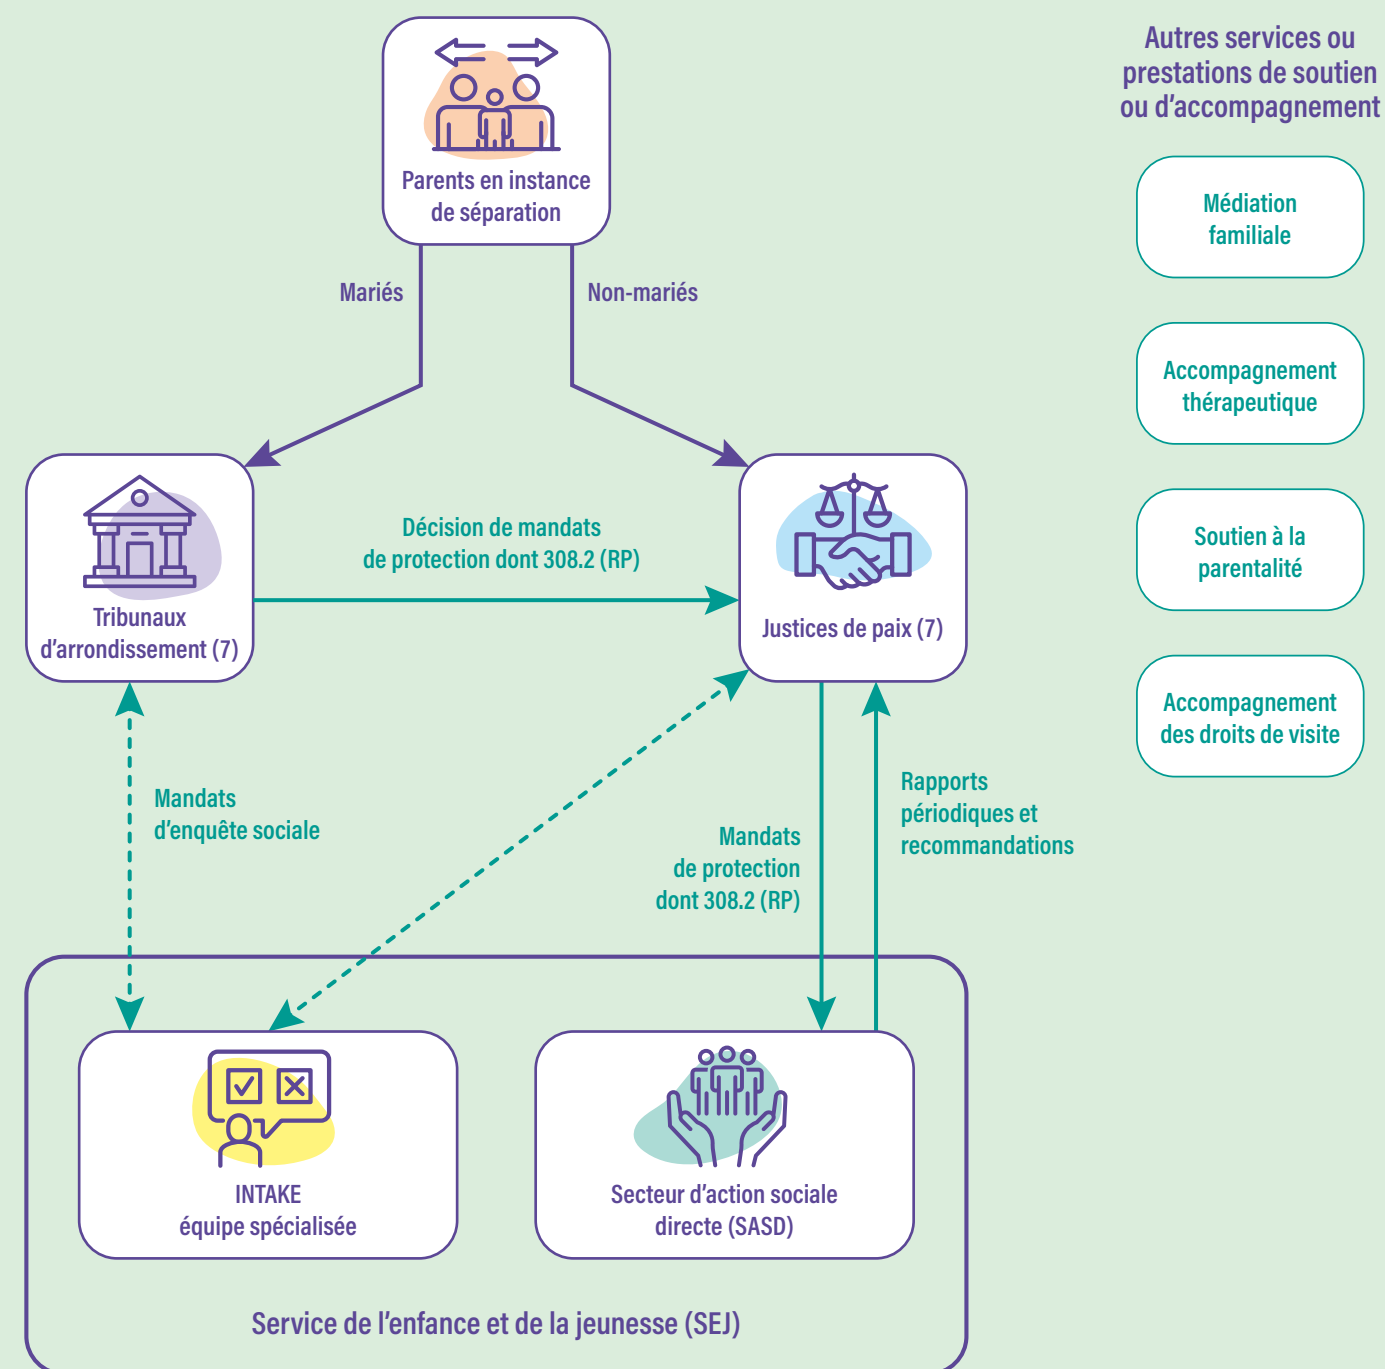 Parents en instance
de séparation
Mariés
Non-mariés
Tribunaux
d'arrondissement (7)
Décision de mandats
de protection dont 308.2 (RP)
Justices de paix (7)
Mandats
d'enquête sociale
Mandats
de protection
dont 308.2 (RP)
Rapports
périodiques et
recommandations
INTAKE
équipe spécialisée
Secteur d'action sociale
directe (SASD)
Service de l'enfance et de la jeunesse (SEJ)
Autres services ou
prestations de soutien
ou d'accompagnement
Médiation
familiale
Accompagnement
thérapeutique
Soutien à la
parentalité
Accompagnement
des droits de visite